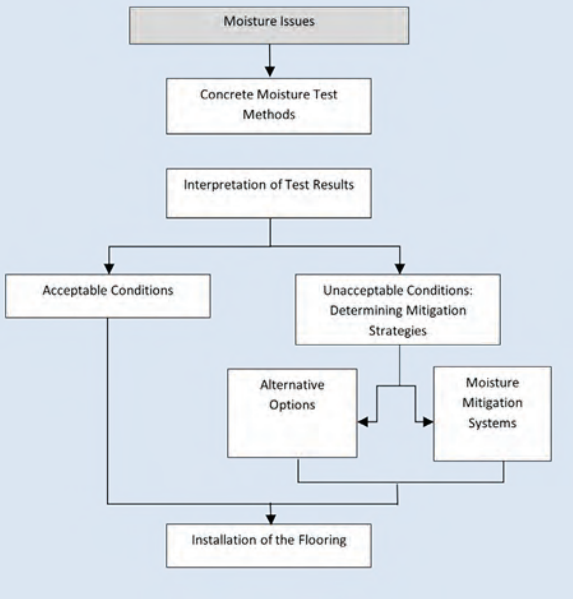 Moisture Issues
Concrete Moisture Test
Methods
Interpretation of Test Results
Acceptable Conditions
Unacceptable Conditions:
Determining Mitigation
Strategies
Alternative
Options
Moisture
Mitigation
Systems
Installation of the Flooring